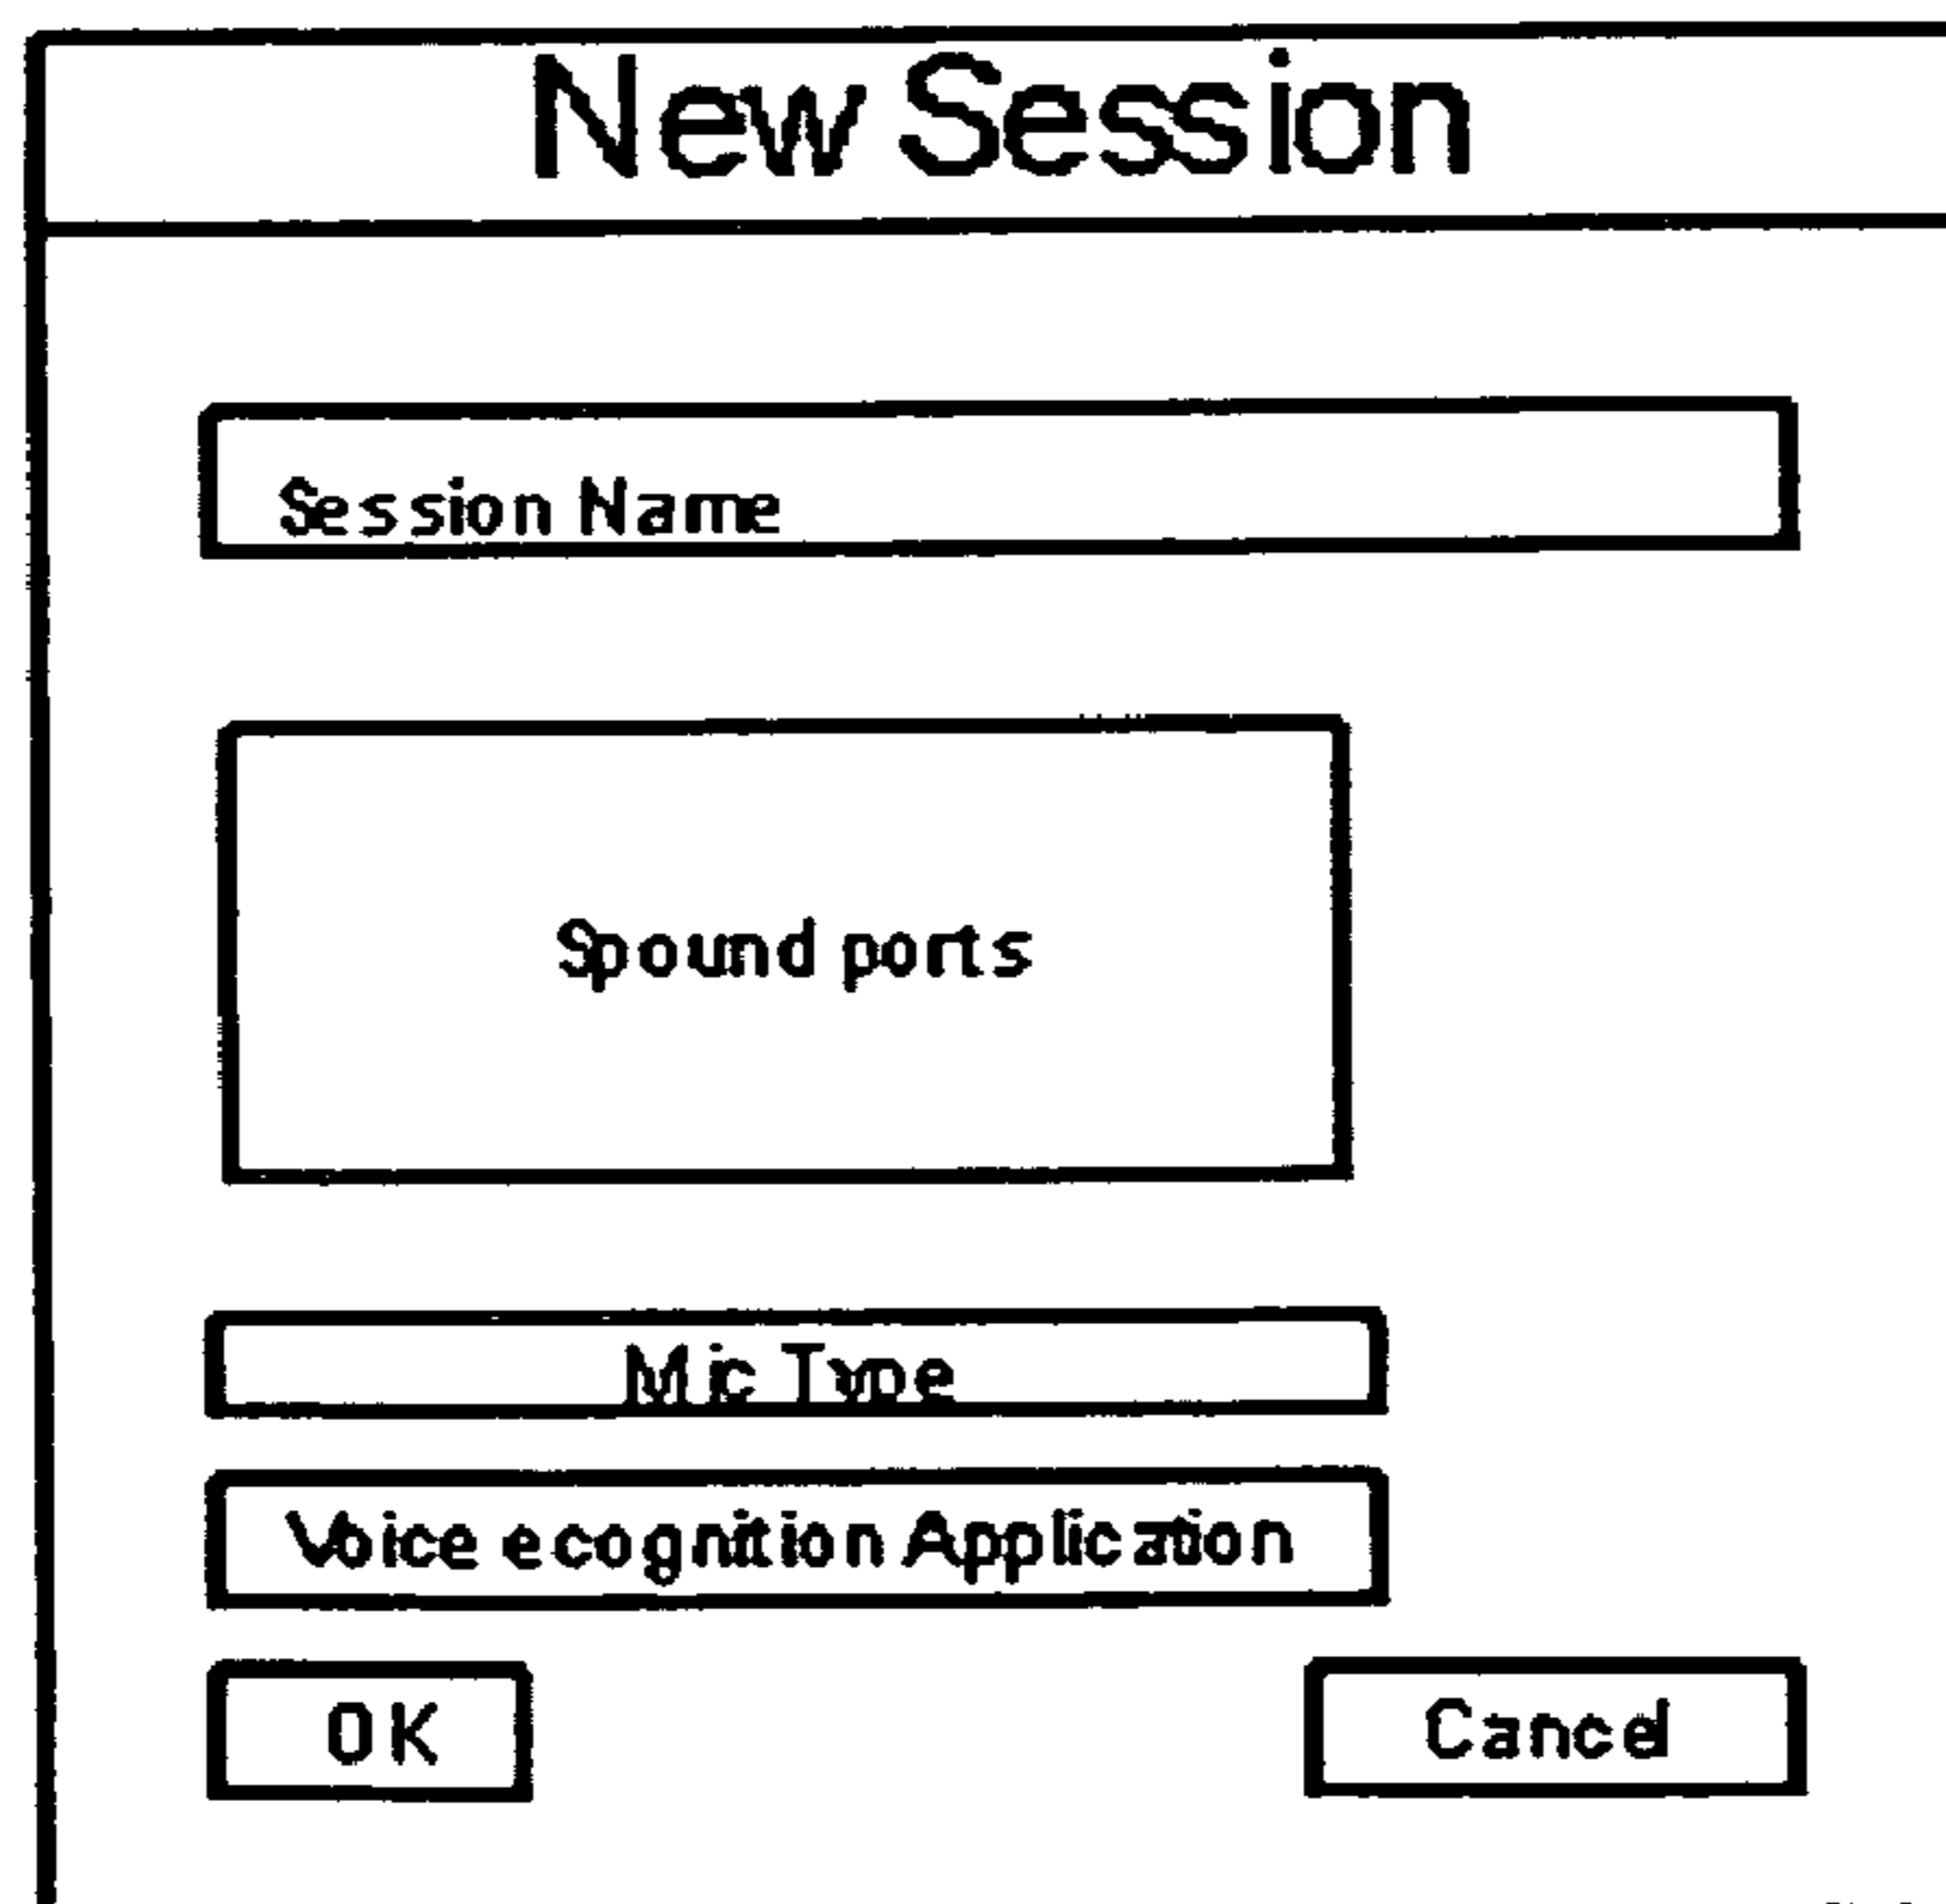 New Session
Session Name
Spound ports
Mic Type
Voice ecognition Application
OK
Cancel